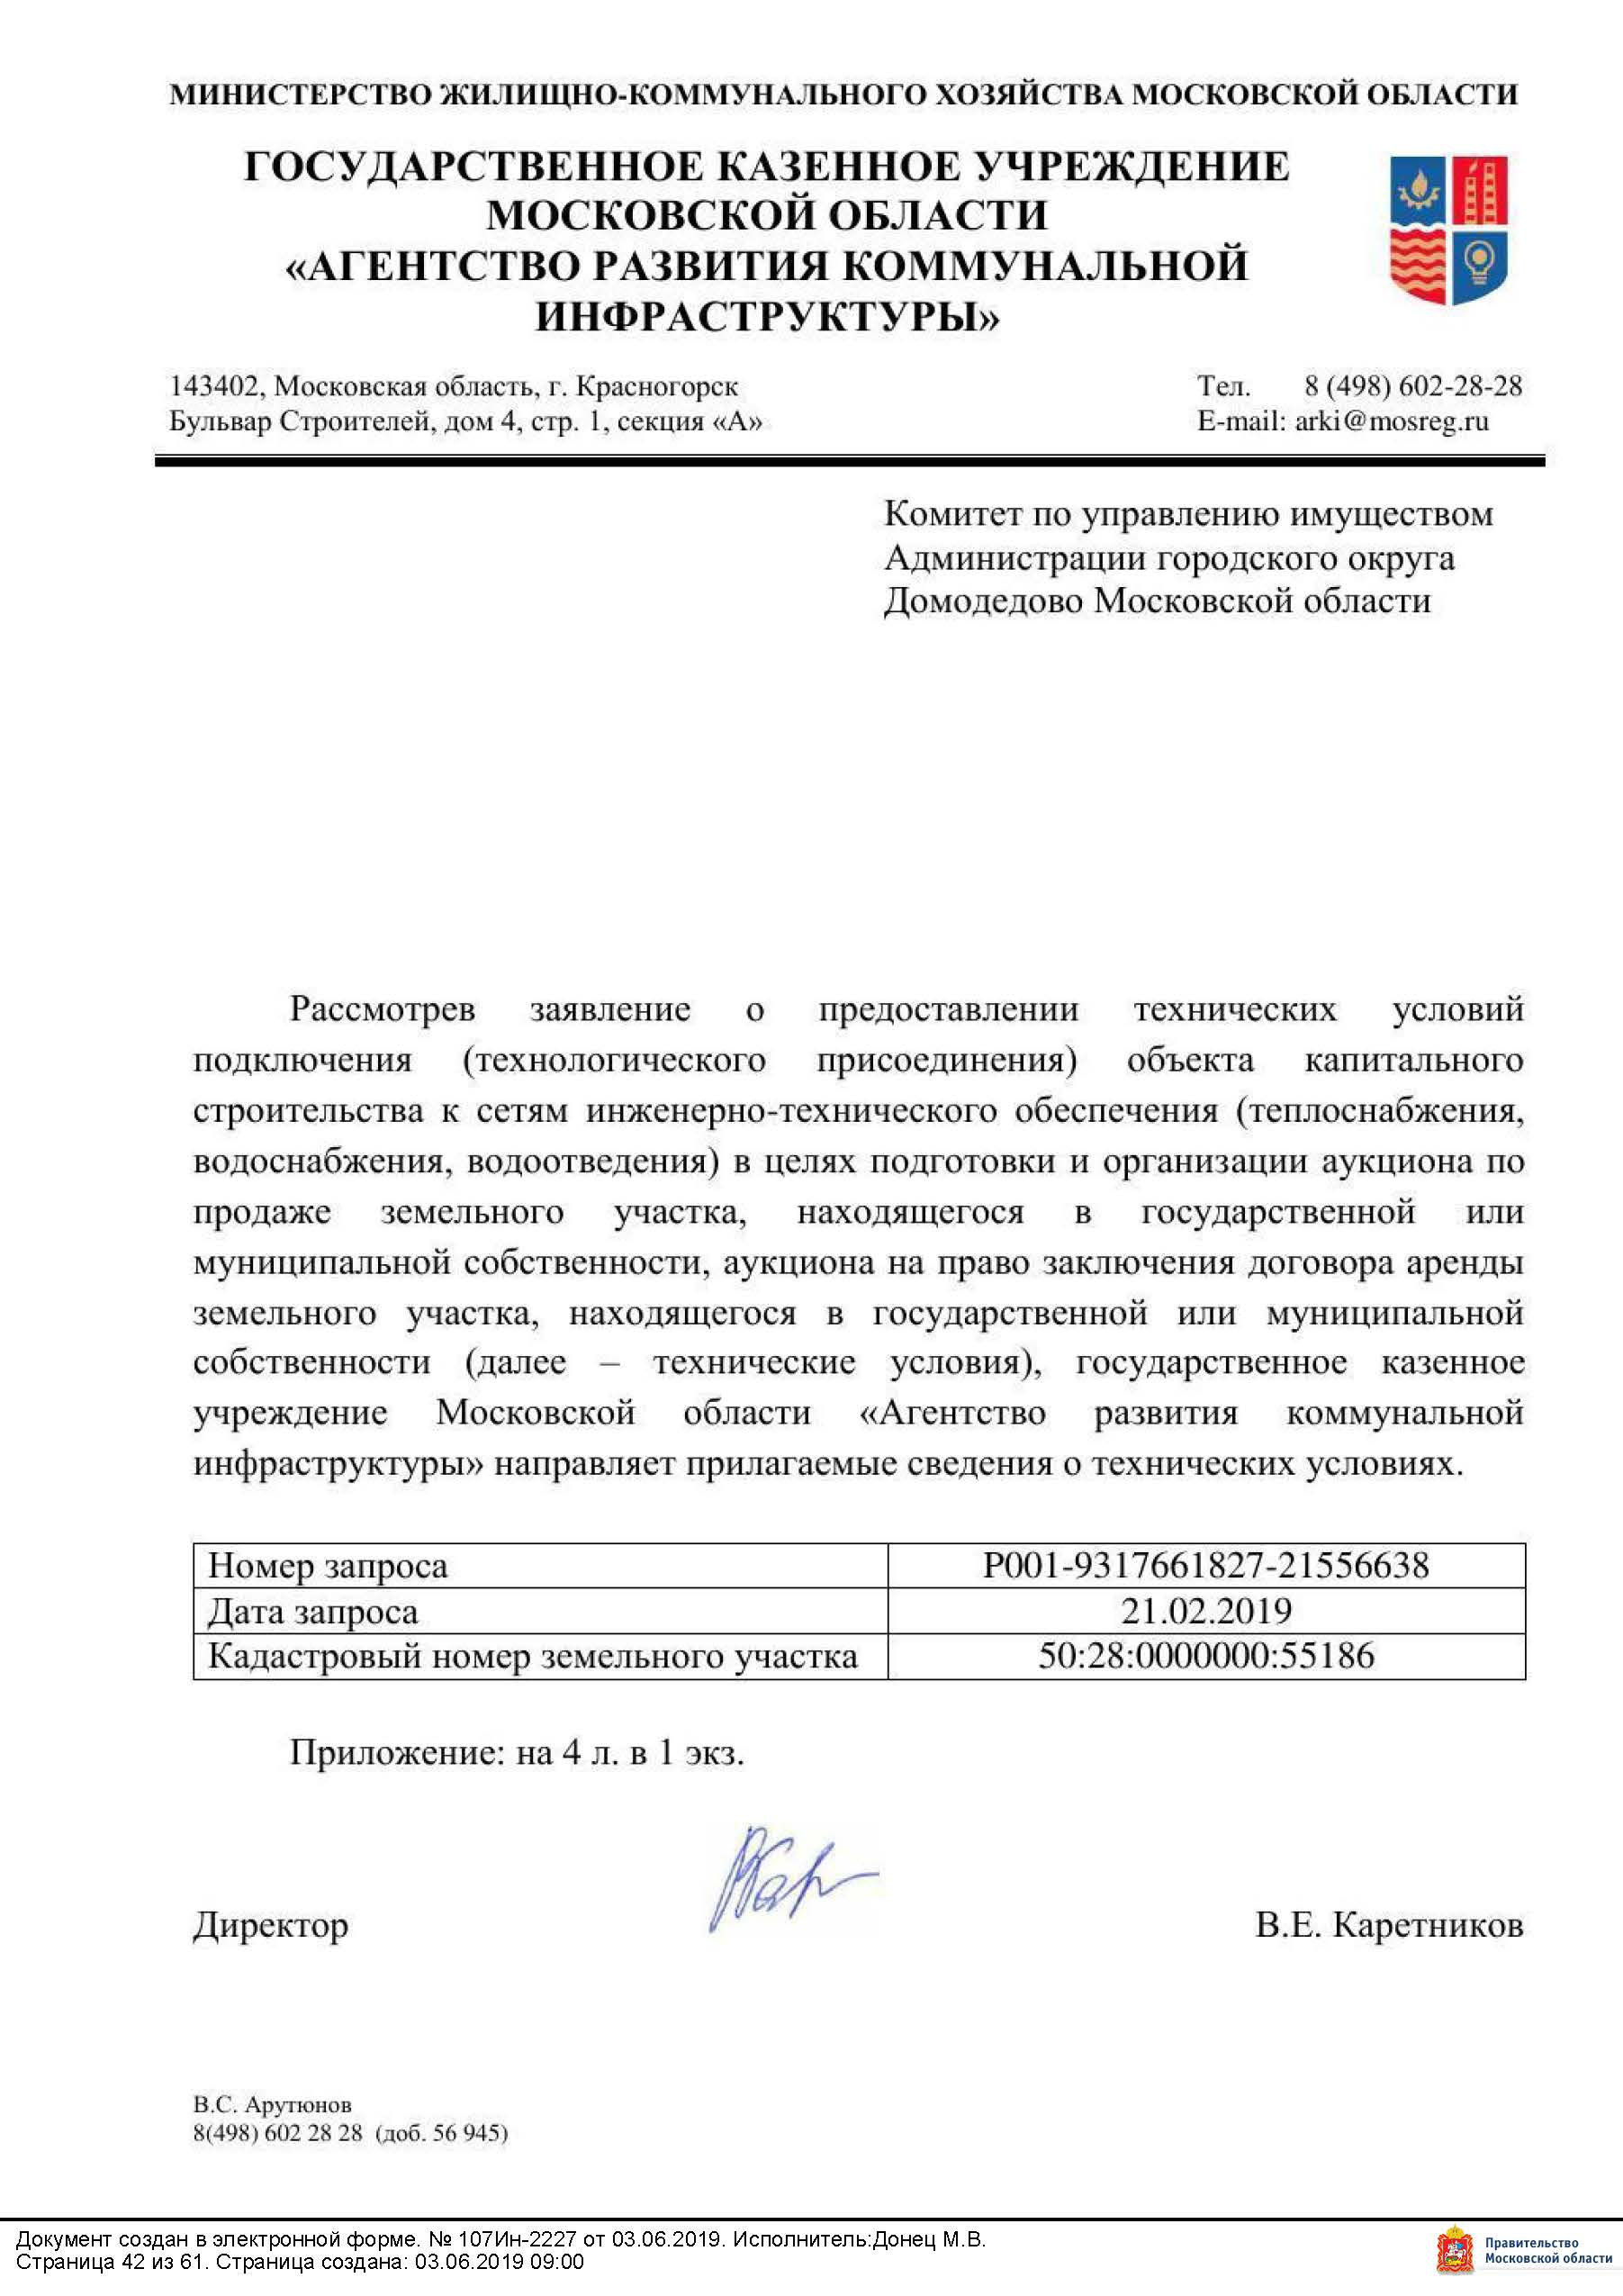 МИНИСТЕРСТВО ЖИЛИЩНО-КОММУНАЛЬНОГО ХОЗЯЙСТВА МОСКОВСКОЙ ОБЛАСТИ
ГОСУДАРСТВЕННОЕ КАЗЕННОЕ УЧРЕЖДЕНИЕ
МОСКОВСКОЙ ОБЛАСТИ
«АГЕНТСТВО РАЗВИТИЯ КОММУНАЛЬНОЙ
ИНФРАСТРУКТУРЫ»
143402, Московская область, г. Красногорск
Бульвар Строителей, дом 4, стр. 1, секция «А»
Тел. 8 (498) 602-28-28
E-mail: arki@mosreg.ru
Комитет по управлению имуществом
Администрации городского округа
Домодедово Московской области
Рассмотрев заявление о предоставлении технических условий
подключения (технологического присоединения) объекта капитального
строительства к сетям инженерно-технического обеспечения (теплоснабжения,
водоснабжения, водоотведения) в целях подготовки и организации аукциона по
продаже земельного участка, находящегося в государственной или
муниципальной собственности, аукциона на право заключения договора аренды
земельного участка, находящегося в государственной или муниципальной
собственности (далее – технические условия), государственное казенное
учреждение Московской области «Агентство развития коммунальной
инфраструктуры» направляет прилагаемые сведения о технических условиях.
Номер запроса P001-9317661827-21556638
Дата запроса 21.02.2019
Кадастровый номер земельного участка 50:28:0000000:55186
Приложение: на 4 л. в 1 экз.
Директор В.Е. Каретников
В.С. Арутюнов
8(498) 602 28 28 (доб. 56 945)
Документ создан в электронной форме. № 107Ин-2227 от 03.06.2019. Исполнитель:Донец М.В.
Страница 42 из 61. Страница создана: 03.06.2019 09:00
Правительство
Московской области